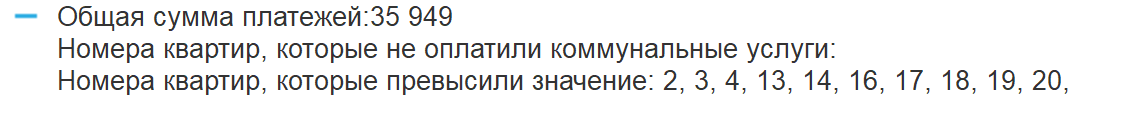 Общая сумма платежей:35 949
Номера квартир, которые не оплатили коммунальные услуги:
Номера квартир, которые превысили значение: 2, 3, 4, 13, 14, 16, 17, 18, 19, 20,